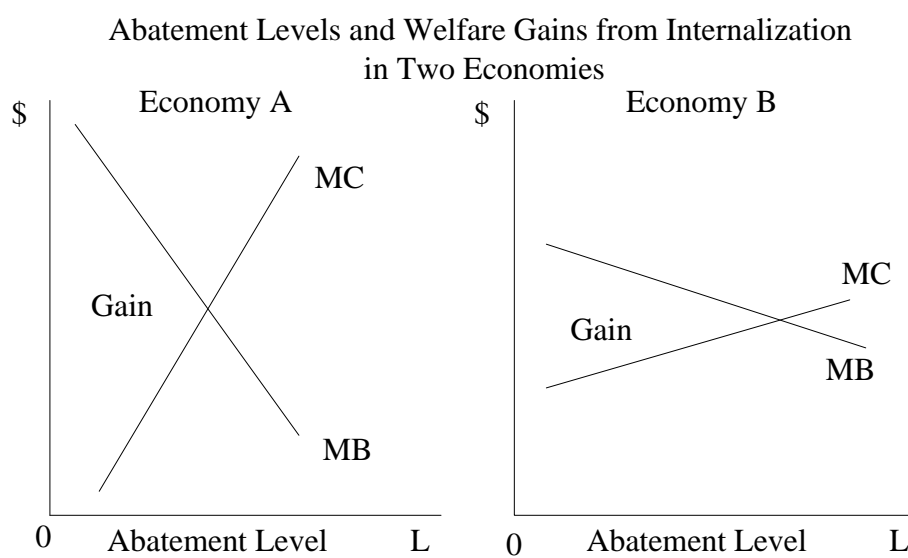 Abatement Levels and Welfare Gains from Internalization
in Two Economies
Economy A
$
MC
Gain
MB
0
Abatement Level
L
Economy B
$
MC
Gain
MB
0
Abatement Level
L